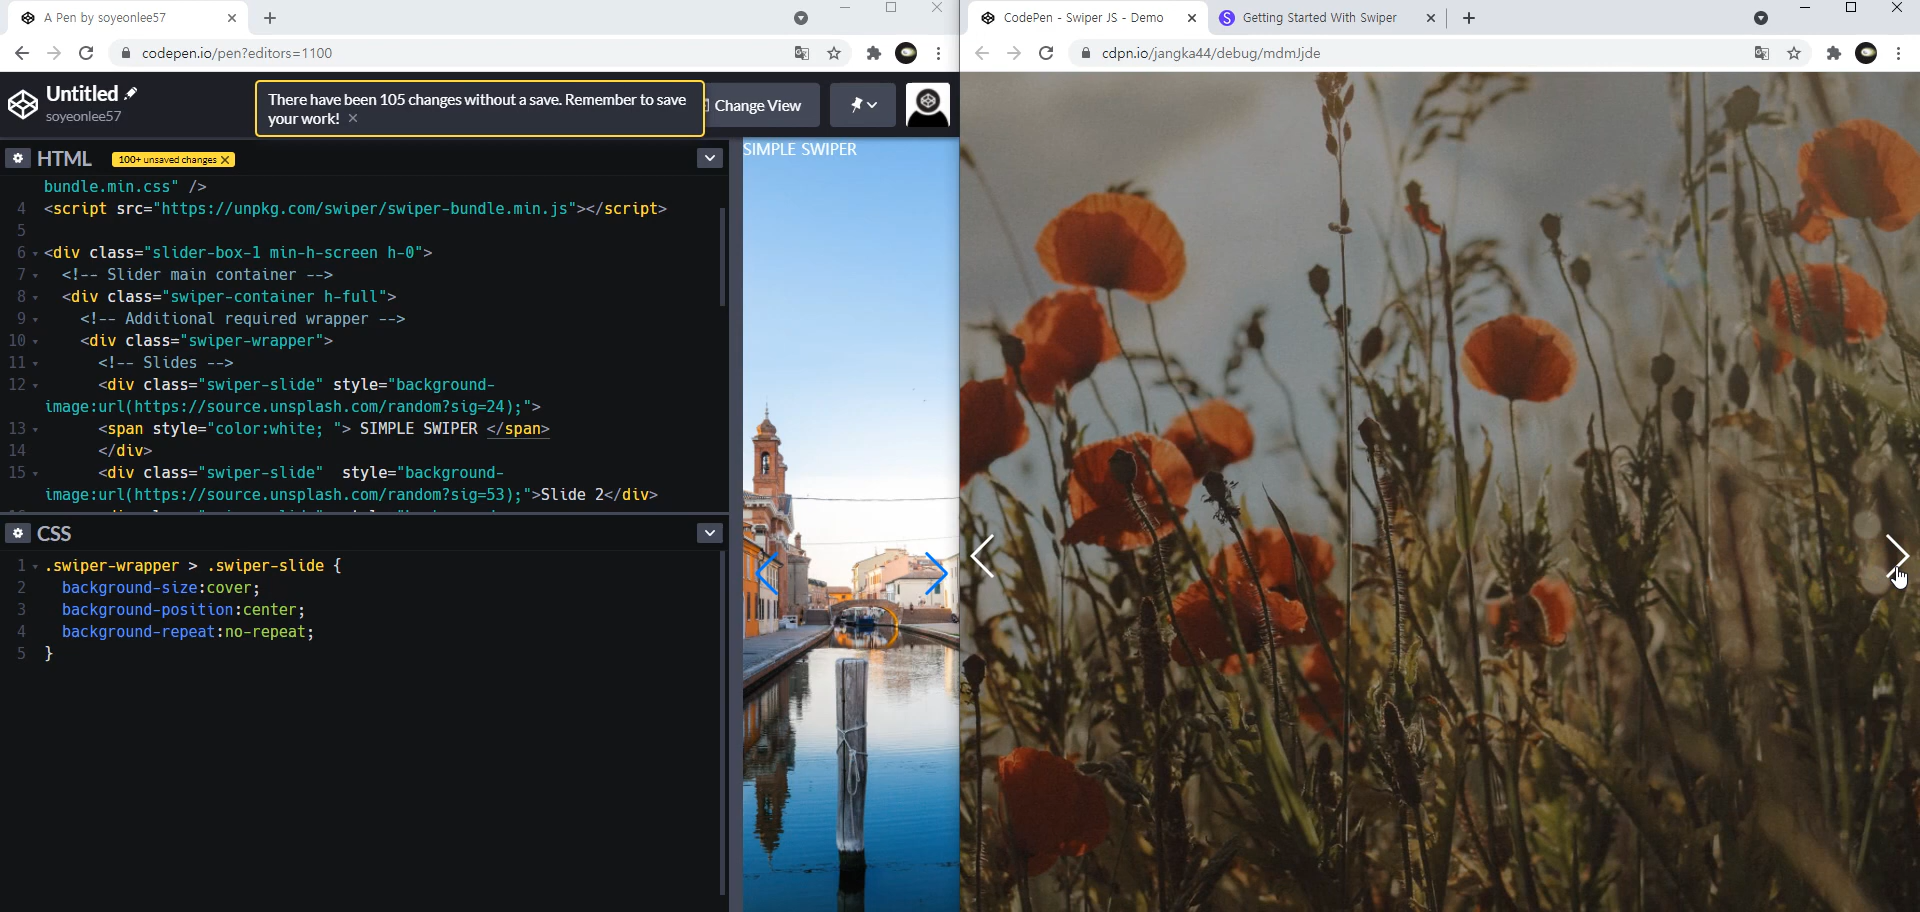 A Pen by soyeonlee57
codepen.io/pen?editors=1100
Untitled
soyeonlee57
There have been 105 changes without a save. Remember to save
your work! ×
Change View
HTML
100+ unsaved changes ×
bundle.min.css" />
4 <script src="https://unpkg.com/swiper/swiper-bundle.min.js"></script>
5
6 <div class="slider-box-1 min-h-screen h-0">
7 <!-- Slider main container -->
8 <div class="swiper-container h-full">
9 <!-- Additional required wrapper -->
10 <div class="swiper-wrapper">
11 <!-- Slides -->
12 <div class="swiper-slide" style="background-
image:url(https://source.unsplash.com/random?sig=24);">
13 <span style="color:white; "> SIMPLE SWIPER </span>
14 </div>
15 <div class="swiper-slide"  style="background-
image:url(https://source.unsplash.com/random?sig=53);">Slide 2</div>
CSS
1 .swiper-wrapper > .swiper-slide {
2 background-size:cover;
3 background-position:center;
4 background-repeat:no-repeat;
5 }
SIMPLE SWIPER
CodePen - Swiper JS - Demo
Getting Started With Swiper
cdpn.io/jangka44/debug/mdmJjde